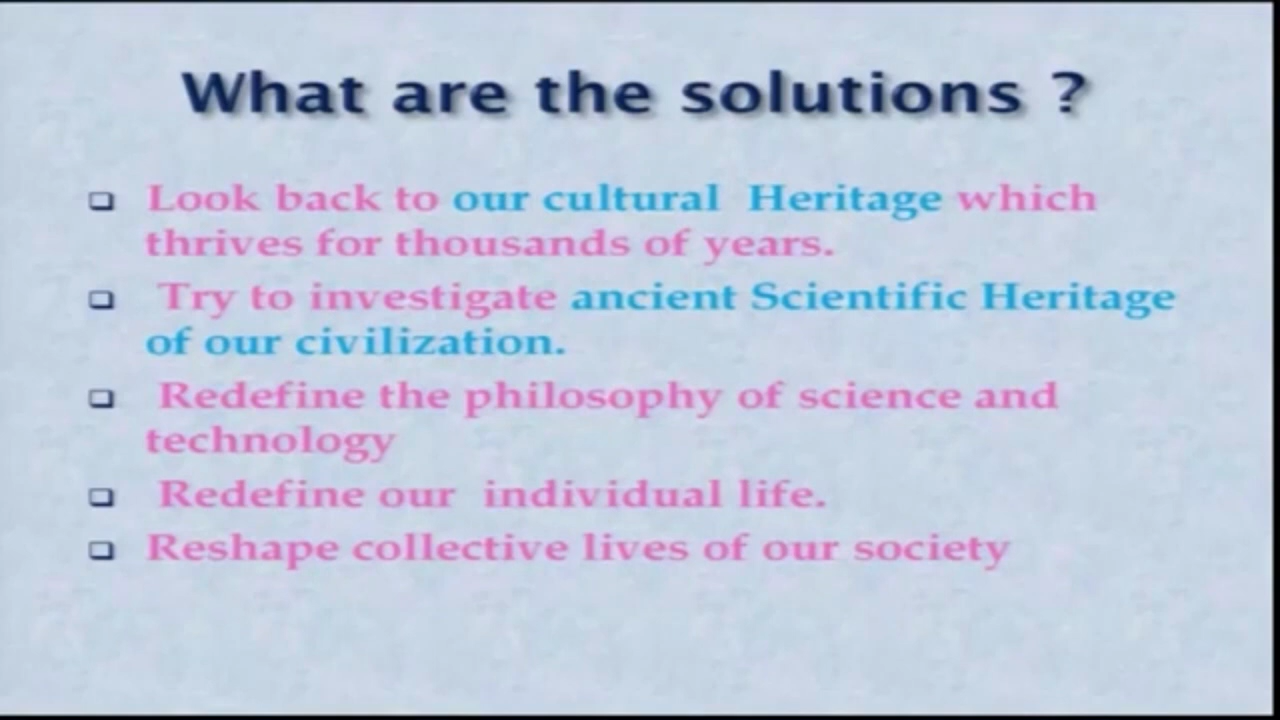 What are the solutions ?
Look back to our cultural Heritage which
thrives for thousands of years.
Try to investigate ancient Scientific Heritage
of our civilization.
Redefine the philosophy of science and
technology
Redefine our individual life.
Reshape collective lives of our society